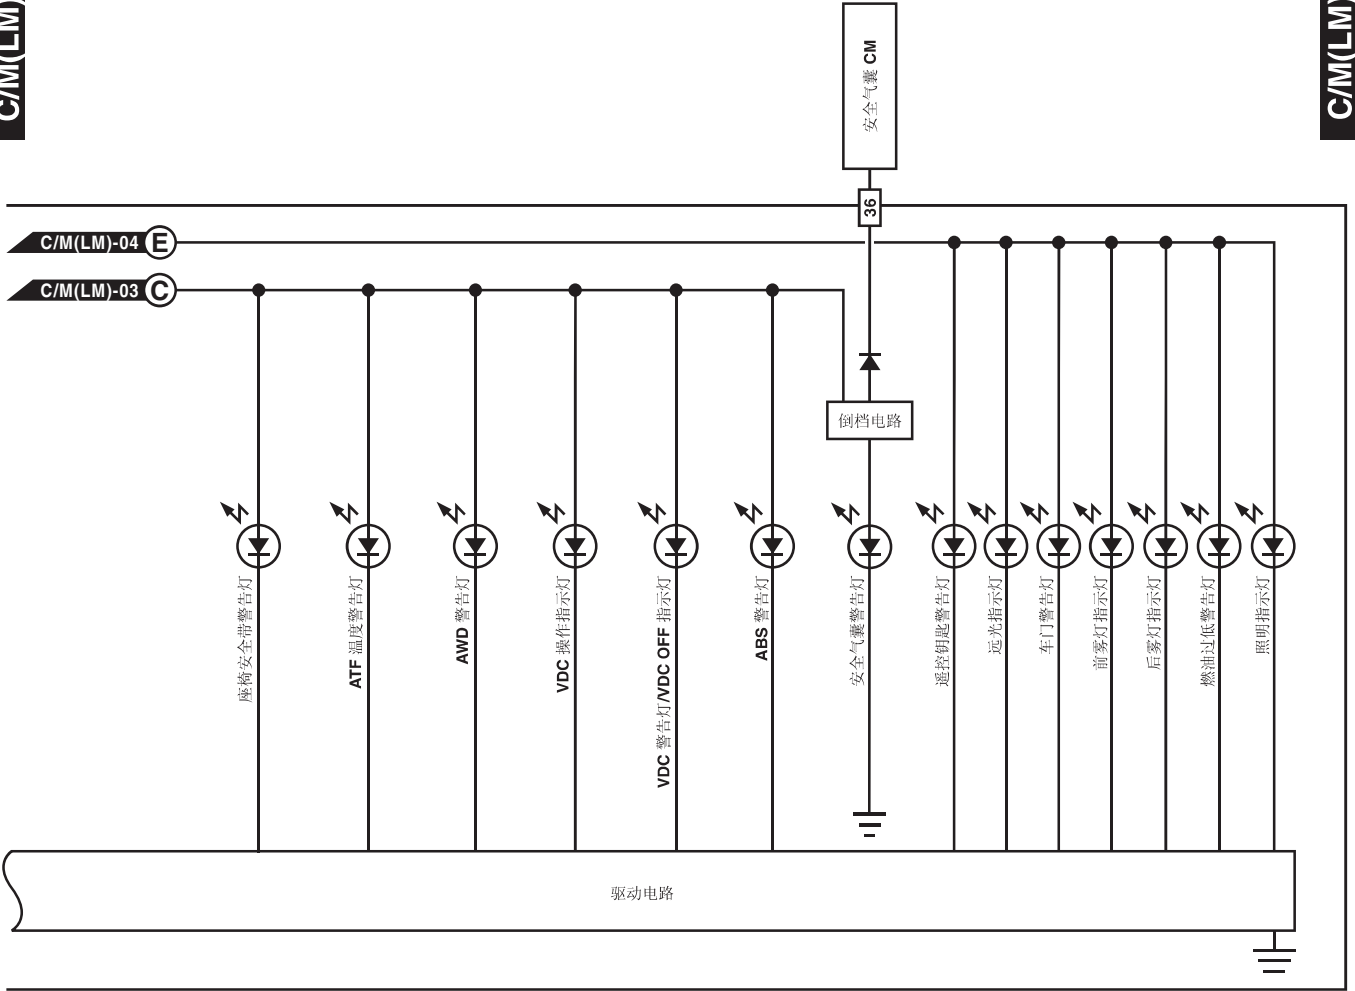 C/M(LM)
C/M(LM)
安全气囊 CM
36
C/M(LM)-04 E
C/M(LM)-03 C
倒档电路
座椅安全带警告灯
ATF 温度警告灯
AWD 警告灯
VDC 操作指示灯
VDC 警告灯/VDC OFF 指示灯
ABS 警告灯
安全气囊警告灯
遥控钥匙警告灯
远光指示灯
车门警告灯
前雾灯指示灯
后雾灯指示灯
燃油过低警告灯
照明指示灯
驱动电路